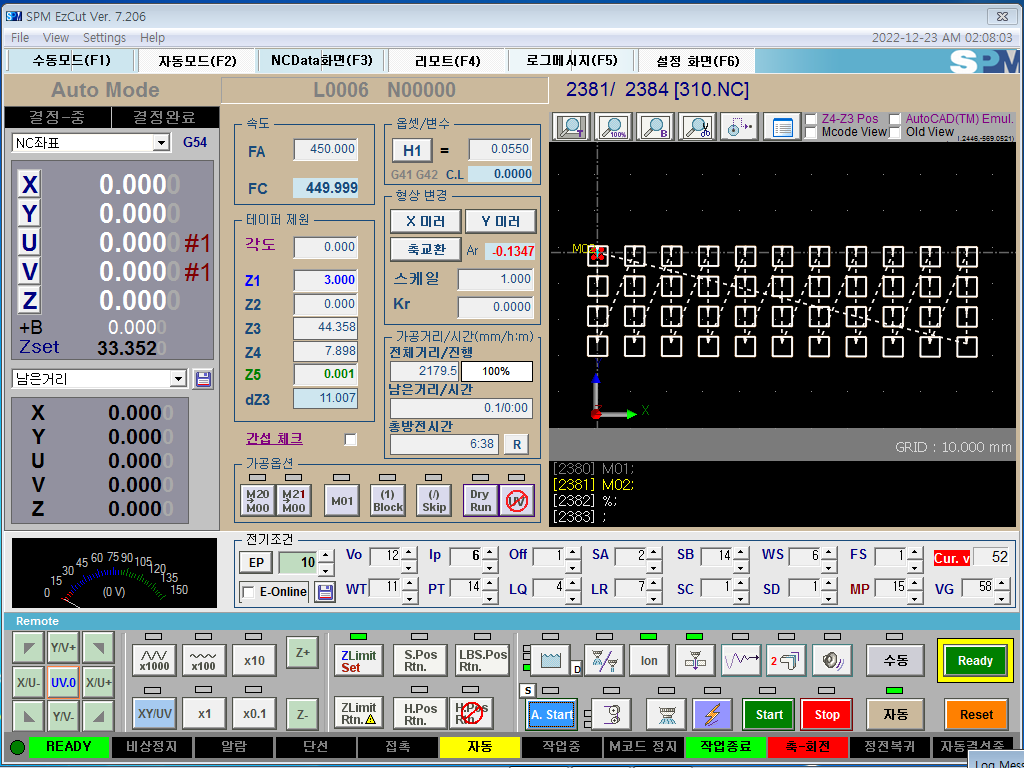 SPM EzCut Ver. 7.206
File View Settings Help
2022-12-23 AM 02:08:03
수동모드(F1) 자동모드(F2) NCData화면(F3) 리모트(F4) 로그메시지(F5) 설정 화면(F6)
SPM
Auto Mode
L0006 N00000
2381/ 2384 [310.NC]
결정-중 결정완료
NC좌표 G54
X 0.0000
Y 0.0000
U 0.0000 #1
V 0.0000 #1
Z 0.0000
+B 0.0000
Zset 33.3520
남은거리
X 0.0000
Y 0.0000
U 0.0000
V 0.0000
Z 0.0000
속도
FA 450.000
FC 449.999
테이퍼 제원
각도 0.000
Z1 3.000
Z2 0.000
Z3 44.358
Z4 7.898
Z5 0.001
dZ3 11.007
간섭 체크
옵셋/변수
H1 = 0.0550
G41 G42 C.L 0.0000
형상 변경
X 미러 Y 미러
축교환 Ar -0.1347
스케일 1.000
Kr 0.0000
가공거리/시간(mm/h:m)
전체거리/진행
2179.5 100%
남은거리/시간
0.1/0:00
총방전시간
6:38 R
가공옵션
M20 M00 M21 M00 M01 (1) Block (/) Skip Dry Run UV
T 100% B
Z4-Z3 Pos AutoCAD(TM) Emul.
Mcode View Old View
M02
X
GRID : 10.000 mm
[2380] M01;
[2381] M02;
[2382] %;
[2383] ;
0 15 30 45 60 75 90 105 120 135 150
(0 V)
전기조건
EP 10
E-Online
Vo 12 Ip 6 Off 1 SA 2 SB 14 WS 6 FS 1 Cur. v 52
WT 11 PT 14 LQ 4 LR 7 SC 1 SD 1 MP 15 VG 58
Remote
Y/V+
X/U- UV.0 X/U+
Y/V-
x1000 x100 x10 Z+
XY/UV x1 x0.1 Z-
ZLimit Set S.Pos Rtn. LBS.Pos Rtn.
ZLimit Rtn. H.Pos Rtn.
D Ion 2 수동 Ready
S
A. Start Start Stop 자동 Reset
READY 비상정지 알람 단선 접촉 자동 작업중 M코드 정지 작업종료 축-회전 정전복귀 자동결선중
Log Mess